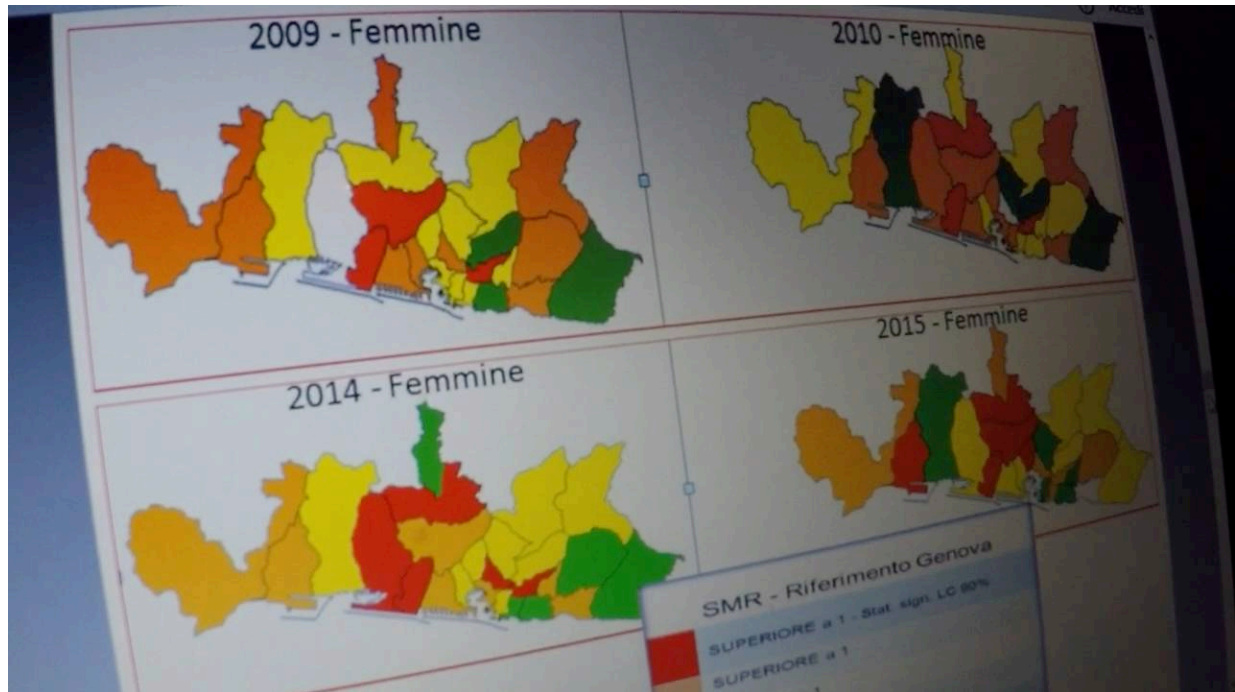 Accedi
2009 - Femmine
2010 - Femmine
2014 - Femmine
2015 - Femmine
SMR - Riferimento Genova
SUPERIORE a 1 - Stat. sign. LC 90%
SUPERIORE a 1